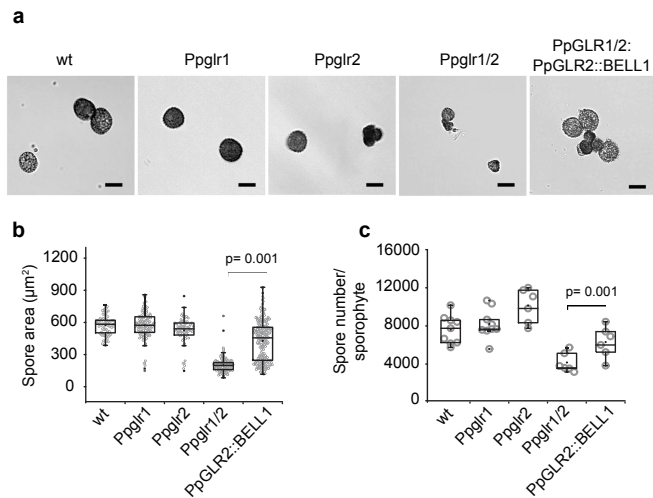 a
wt
Ppglr1
Ppglr2
Ppglr1/2
PpGLR1/2:
PpGLR2::BELL1
b
Spore area (µm²)
1200
900
600
300
0
p= 0.001
wt
Ppglr1
Ppglr2
Ppglr1/2
PpGLR2::BELL1
c
Spore number/
sporophyte
16000
12000
8000
4000
0
p= 0.001
wt
Ppglr1
Ppglr2
Ppglr1/2
PpGLR2::BELL1